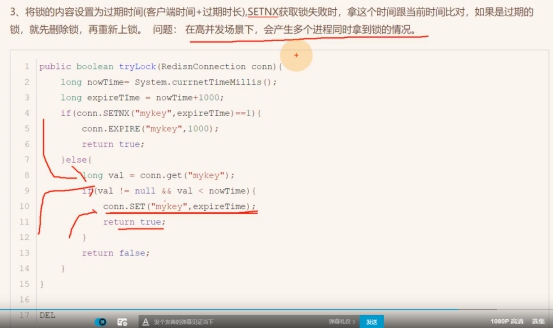 3、将锁的内容设置为过期时间(客户端时间+过期时长),SETNX获取锁失败时，拿这个时间跟当前时间比对，如果是过期的
锁，就先删除锁，再重新上锁。 问题： 在高并发场景下，会产生多个进程同时拿到锁的情况。
1 public boolean tryLock(RedisnConnection conn){
2 long nowTime= System.currnetTimeMillis();
3 long expireTIme = nowTime+1000;
4 if(conn.SETNX("mykey",expireTIme)==1){
5 conn.EXPIRE("mykey",1000);
6 return true;
7 }else{
8 long val = conn.get("mykey");
9 if(val != null && val < nowTime){
10 conn.SET("mykey",expireTime);
11 return true;
12 }
13 return false;
14 }
15 }
16
17 DEL
发个友善的弹幕见证当下 弹幕礼仪 发送 1080P 高清 选集